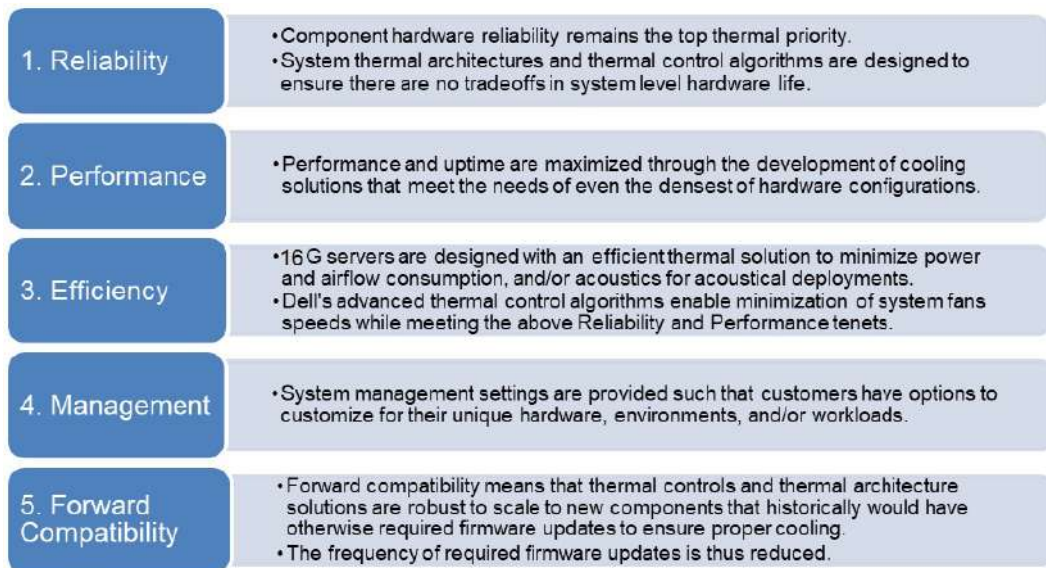 1. Reliability
•Component hardware reliability remains the top thermal priority.
•System thermal architectures and thermal control algorithms are designed to
ensure there are no tradeoffs in system level hardware life.
2. Performance
•Performance and uptime are maximized through the development of cooling
solutions that meet the needs of even the densest of hardware configurations.
3. Efficiency
•16G servers are designed with an efficient thermal solution to minimize power
and airflow consumption, and/or acoustics for acoustical deployments.
•Dell's advanced thermal control algorithms enable minimization of system fans
speeds while meeting the above Reliability and Performance tenets.
4. Management
•System management settings are provided such that customers have options to
customize for their unique hardware, environments, and/or workloads.
5. Forward
Compatibility
•Forward compatibility means that thermal controls and thermal architecture
solutions are robust to scale to new components that historically would have
otherwise required firmware updates to ensure proper cooling.
•The frequency of required firmware updates is thus reduced.